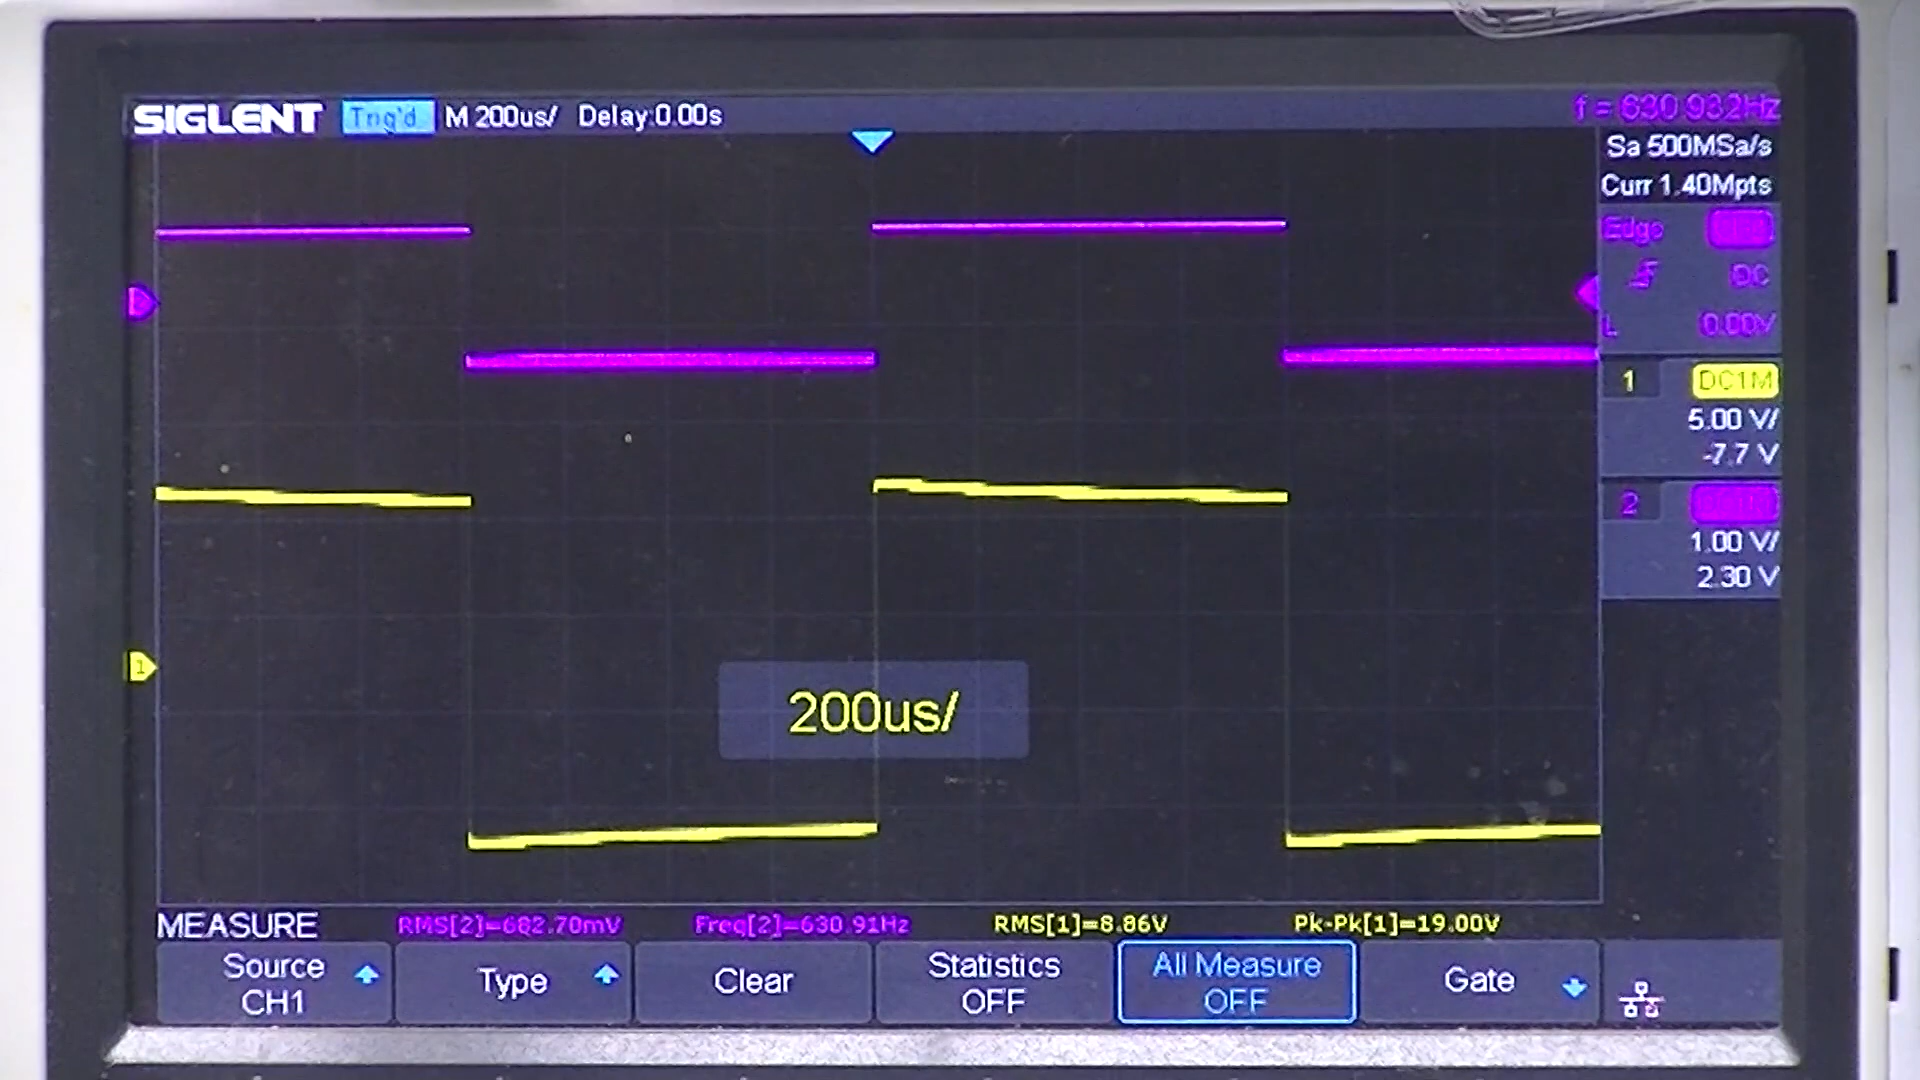 SIGLENT Trig'd M 200us/ Delay:0.00s f = 630.932Hz
Sa 500MSa/s
Curr 1.40Mpts
Edge
DC
L 0.00V
1 DC1M
5.00 V/
-7.7 V
2
1.00 V/
2.30 V
1
200us/
MEASURE RMS[2]=682.70mV Freq[2]=630.91Hz RMS[1]=8.86V Pk-Pk[1]=19.00V
Source
CH1
Type
Clear
Statistics
OFF
All Measure
OFF
Gate